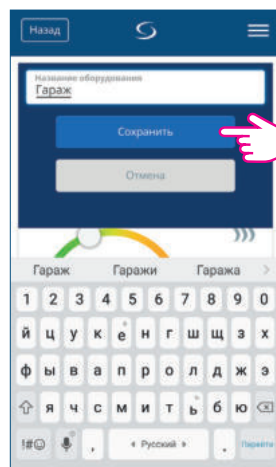 Назад
Название оборудования
Гараж
Сохранить
Отмена
Гараж Гаражи Гаража
1 2 3 4 5 6 7 8 9 0
й ц у к е н г ш щ з х
ф ы в а п р о л д ж э
я ч с м и т ь б ю
!#☺ , Русский . Перейти